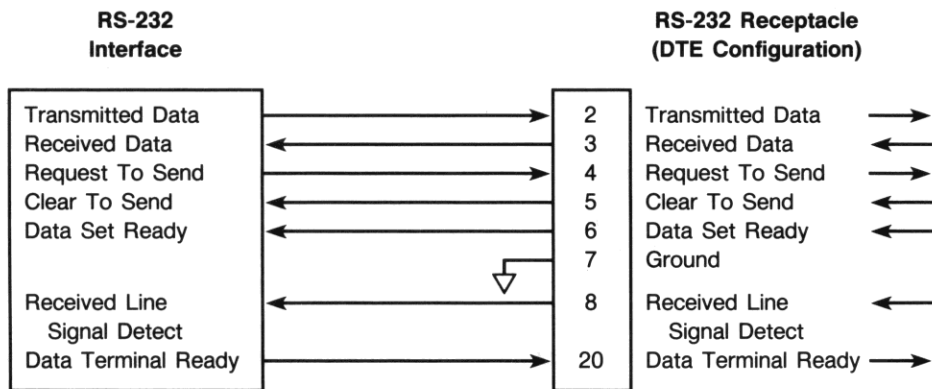 RS-232
Interface
RS-232 Receptacle
(DTE Configuration)
Transmitted Data
2
Transmitted Data
Received Data
3
Received Data
Request To Send
4
Request To Send
Clear To Send
5
Clear To Send
Data Set Ready
6
Data Set Ready
7
Ground
Received Line
Signal Detect
8
Received Line
Signal Detect
Data Terminal Ready
20
Data Terminal Ready